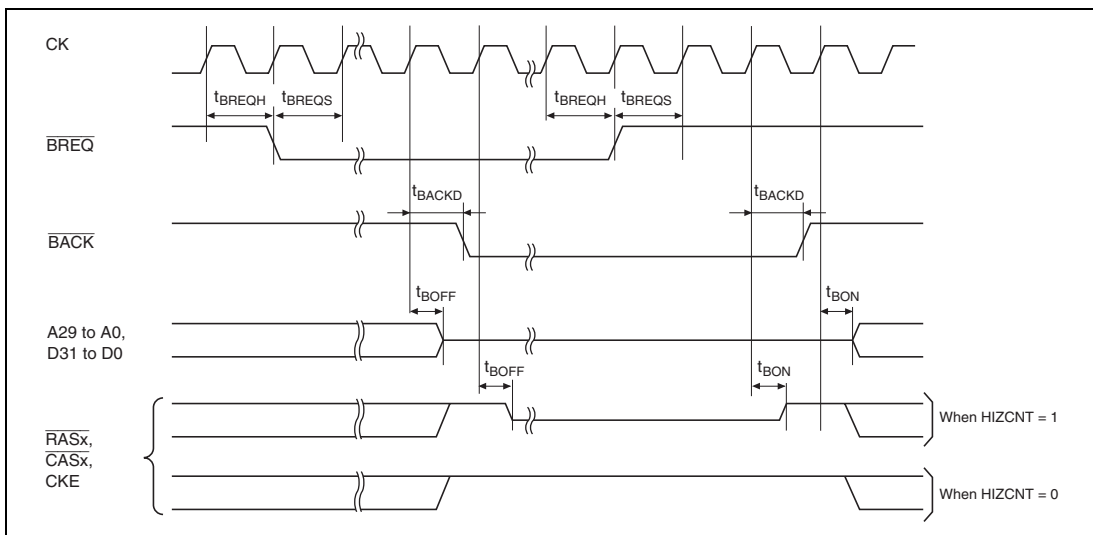 CK
tBREQH tBREQS tBREQH tBREQS
BREQ
tBACKD tBACKD
BACK
tBOFF tBON
A29 to A0,
D31 to D0
tBOFF tBON
RASx,
CASx,
CKE
When HIZCNT = 1
When HIZCNT = 0